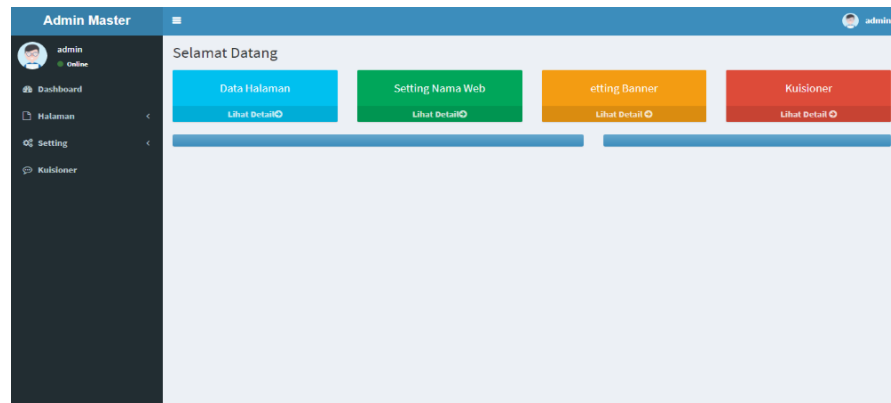 Admin Master
admin
admin
Online
Dashboard
Halaman
Setting
Kuisioner
Selamat Datang
Data Halaman
Lihat Detail
Setting Nama Web
Lihat Detail
etting Banner
Lihat Detail
Kuisioner
Lihat Detail